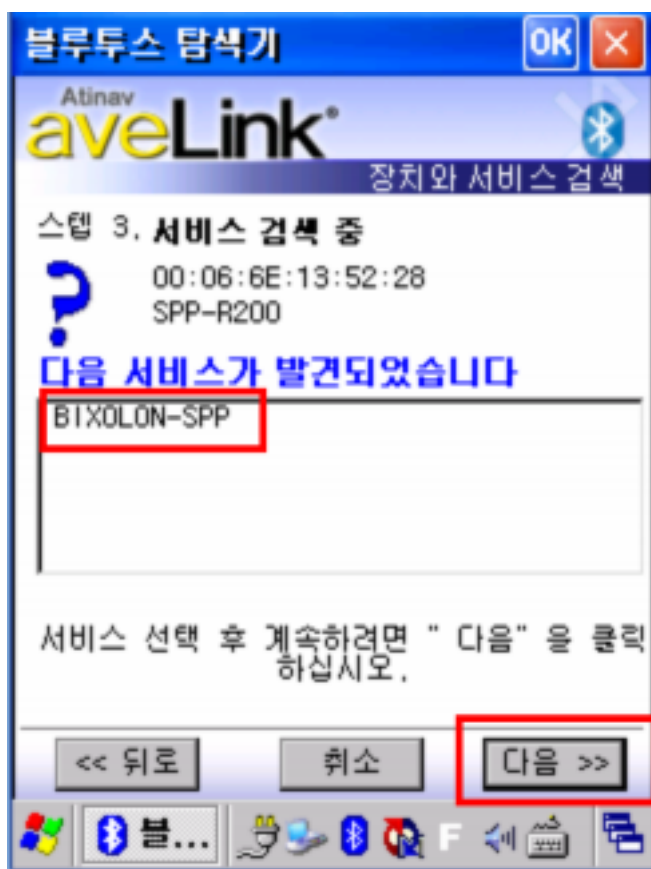 블루투스 탐색기 OK
Atinav
aveLink®
장치와 서비스 검색
스텝 3. 서비스 검색 중
00:06:6E:13:52:28
SPP-R200
다음 서비스가 발견되었습니다
BIXOLON-SPP
서비스 선택 후 계속하려면 " 다음" 을 클릭
하십시오.
<< 뒤로 취소 다음 >>
블... F